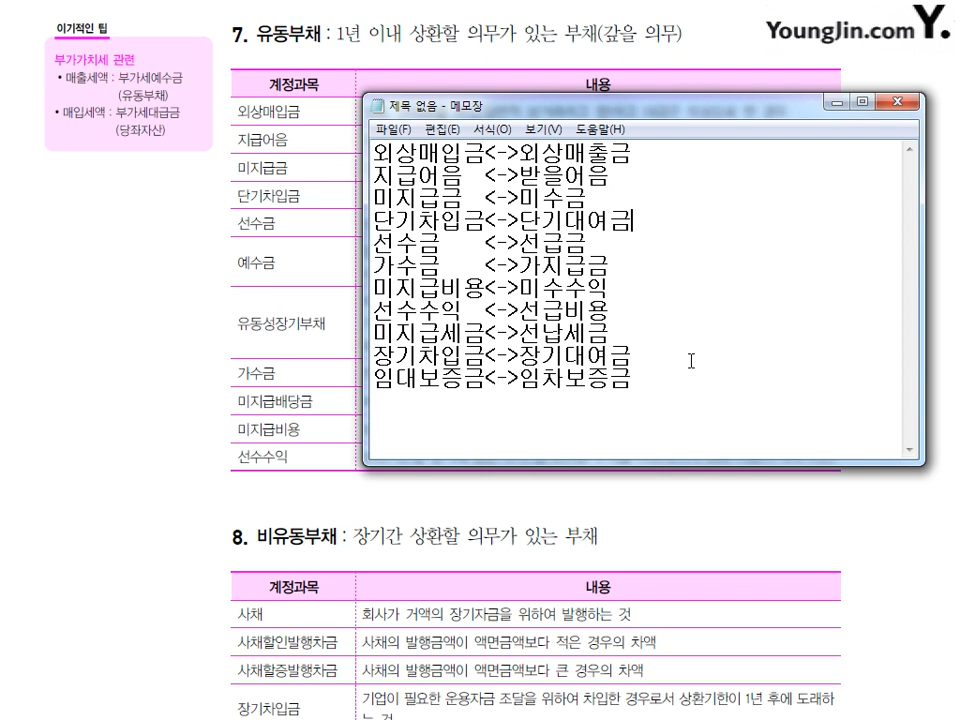 이기적인 팁
부가가치세 관련
• 매출세액 : 부가세예수금
(유동부채)
• 매입세액 : 부가세대급금
(당좌자산)
YoungJin.com Y.
7. 유동부채 : 1년 이내 상환할 의무가 있는 부채(갚을 의무)
계정과목 내용
외상매입금
지급어음
미지급금
단기차입금
선수금
예수금
유동성장기부채
가수금
미지급배당금
미지급비용
선수수익
제목 없음 - 메모장
파일(F) 편집(E) 서식(O) 보기(V) 도움말(H)
외상매입금<->외상매출금
지급어음 <->받을어음
미지급금 <->미수금
단기차입금<->단기대여금
선수금 <->선급금
가수금 <->가지급금
미지급비용<->미수수익
선수수익 <->선급비용
미지급세금<->선납세금
장기차입금<->장기대여금
임대보증금<->임차보증금
8. 비유동부채 : 장기간 상환할 의무가 있는 부채
계정과목 내용
사채 회사가 거액의 장기자금을 위하여 발행하는 것
사채할인발행차금 사채의 발행금액이 액면금액보다 적은 경우의 차액
사채할증발행차금 사채의 발행금액이 액면금액보다 큰 경우의 차액
장기차입금 기업이 필요한 운용자금 조달을 위하여 차입한 경우로서 상환기한이 1년 후에 도래하
는 것